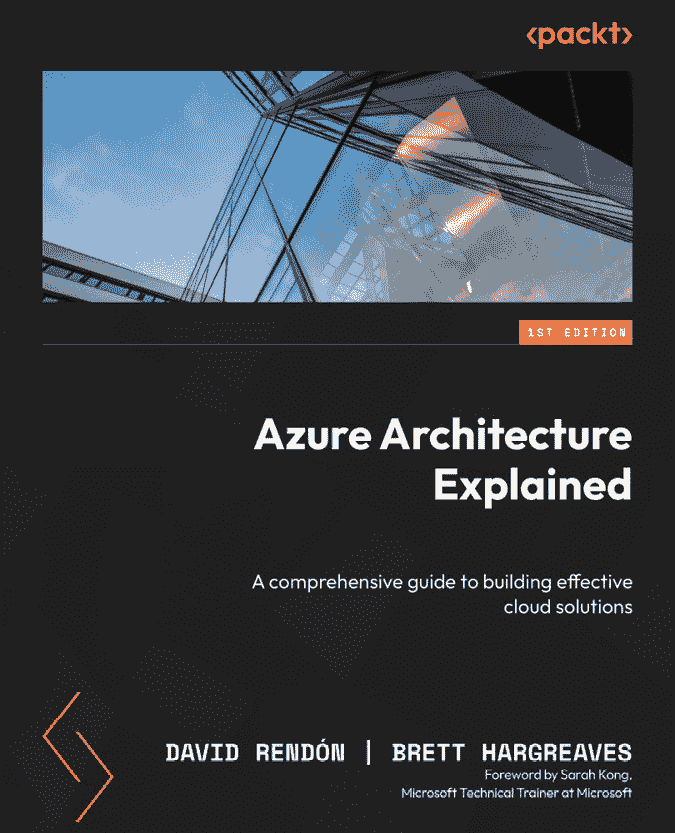 <packt>
1ST EDITION
Azure Architecture
Explained
A comprehensive guide to building effective
cloud solutions
DAVID RENDÓN | BRETT HARGREAVES
Foreword by Sarah Kong,
Microsoft Technical Trainer at Microsoft